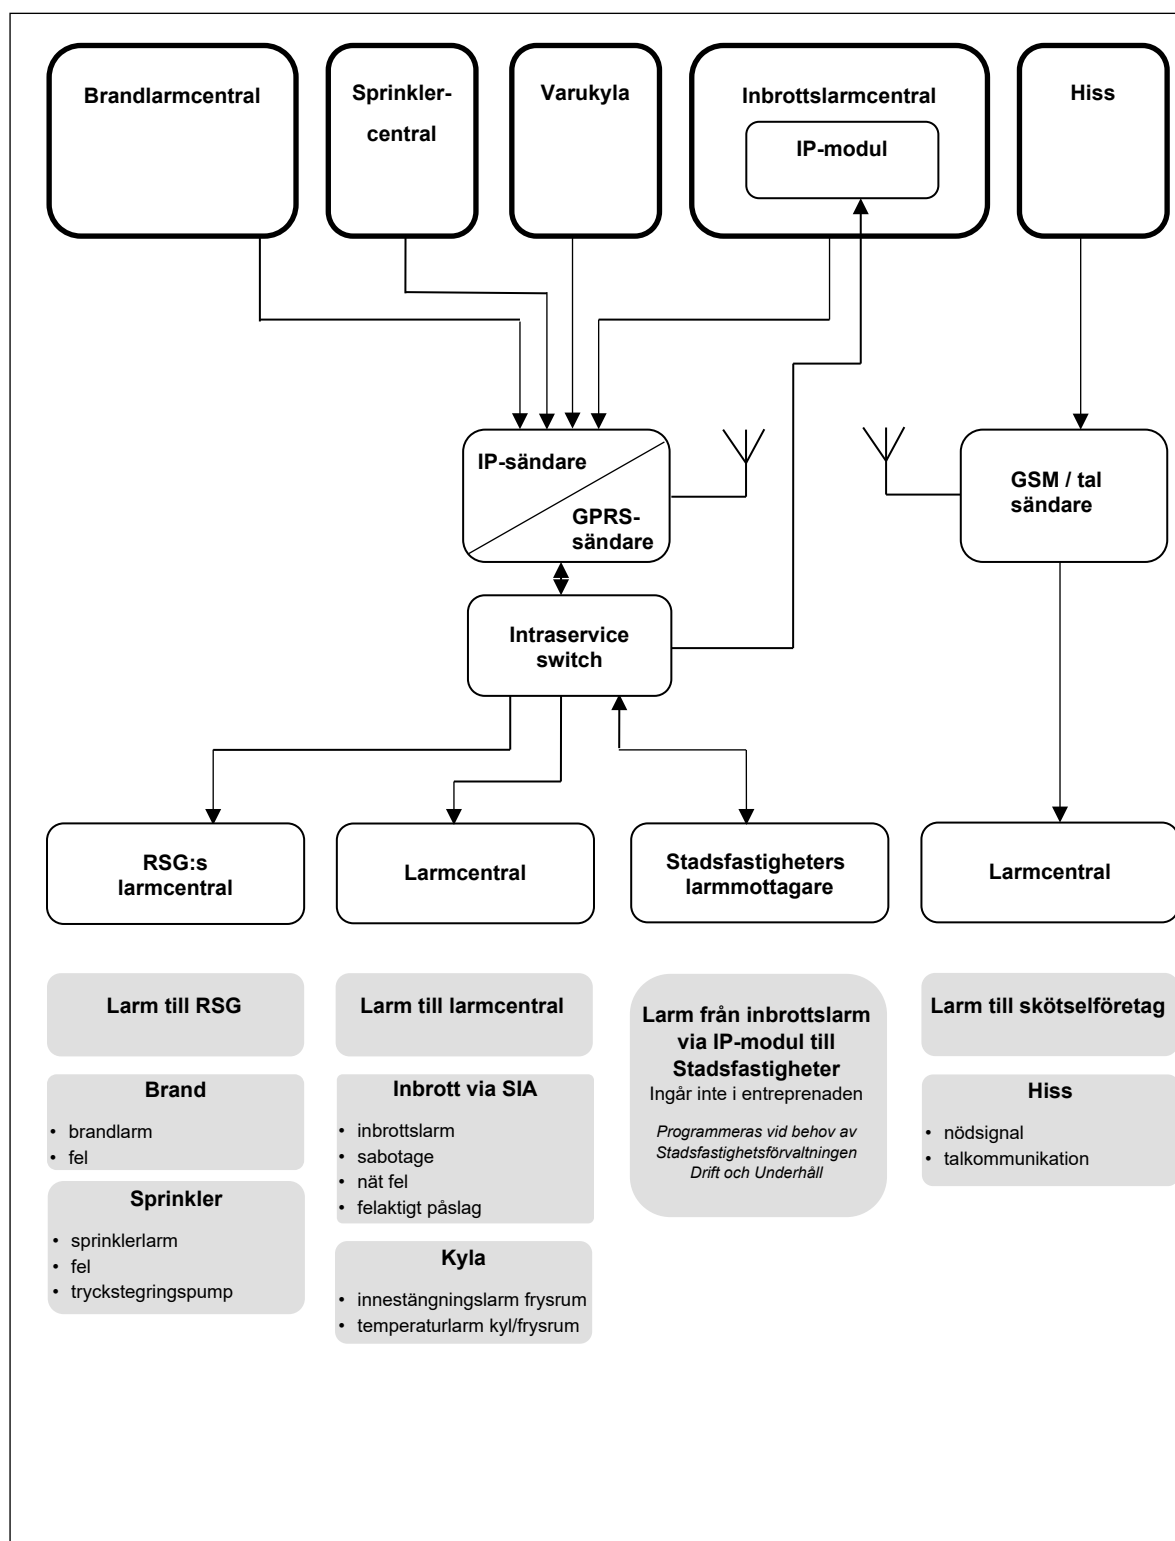 Brandlarmcentral
Sprinkler-
central
Varukyla
Inbrottslarmcentral
IP-modul
Hiss
IP-sändare
GPRS-
sändare
GSM / tal
sändare
Intraservice
switch
RSG:s
larmcentral
Larmcentral
Stadsfastigheters
larmmottagare
Larmcentral
Larm till RSG
Brand
• brandlarm
• fel
Sprinkler
• sprinklerlarm
• fel
• tryckstegringspump
Larm till larmcentral
Inbrott via SIA
• inbrottslarm
• sabotage
• nät fel
• felaktigt påslag
Kyla
• innestängningslarm frysrum
• temperaturlarm kyl/frysrum
Larm från inbrottslarm
via IP-modul till
Stadsfastigheter
Ingår inte i entreprenaden
Programmeras vid behov av
Stadsfastighetsförvaltningen
Drift och Underhåll
Larm till skötselföretag
Hiss
• nödsignal
• talkommunikation